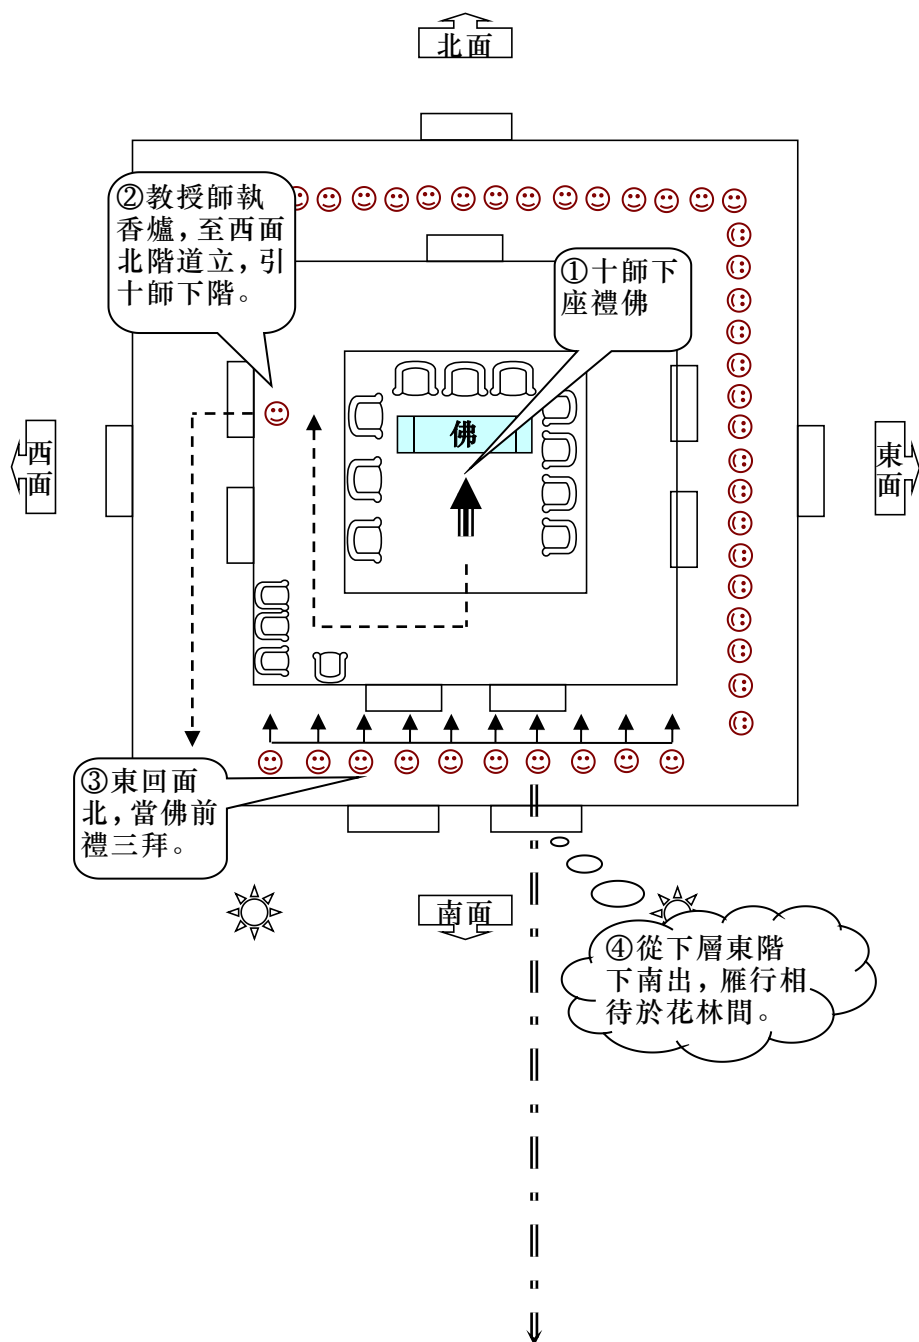 北面
②教授師執
香爐，至西面
北階道立，引
十師下階。
①十師下
座禮佛
佛
西
面
東
面
③東回面
北，當佛前
禮三拜。
南面
④從下層東階
下南出，雁行相
待於花林間。